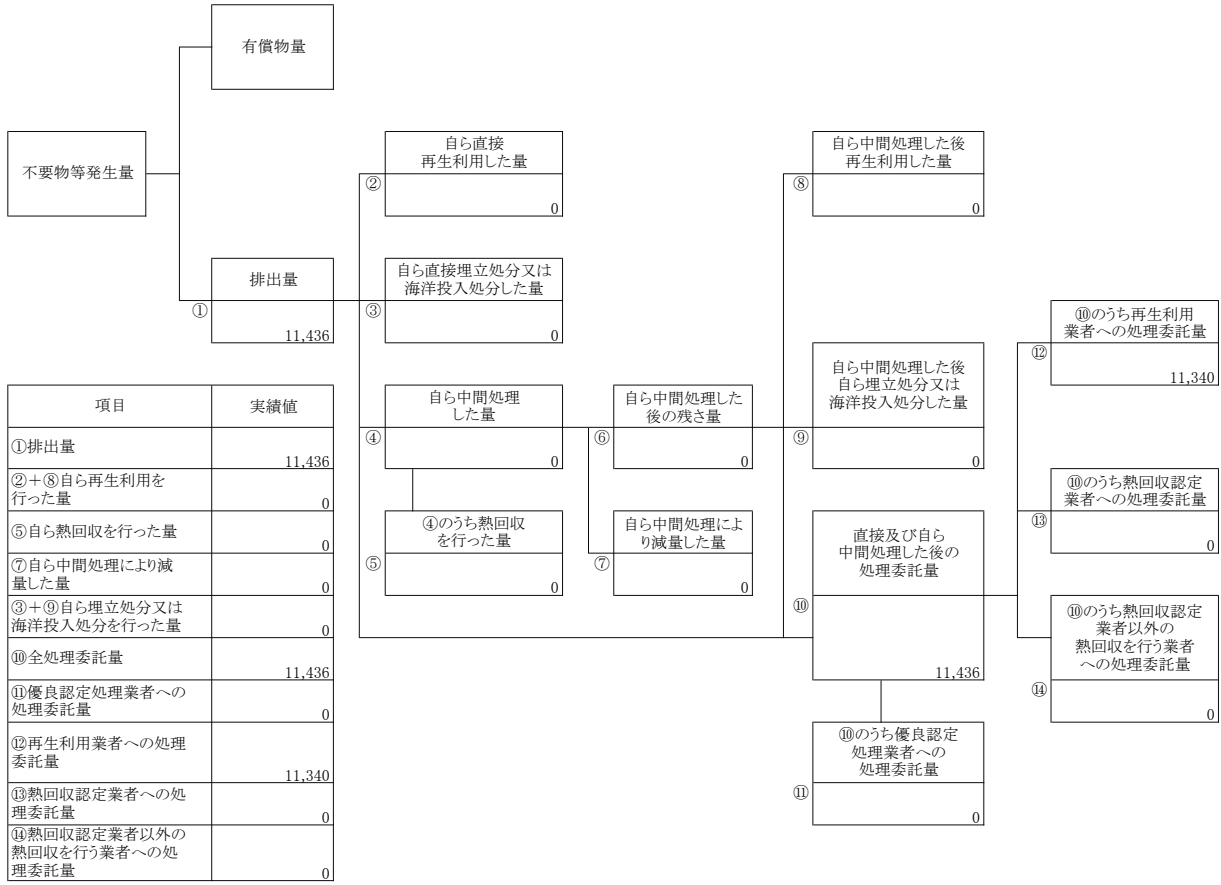 有償物量
不要物等発生量
排出量
①
11,436
自ら直接
再生利用した量
②
0
自ら直接埋立処分又は
海洋投入処分した量
③
0
自ら中間処理
した量
④
0
④のうち熱回収
を行った量
⑤
0
自ら中間処理した
後の残さ量
⑥
0
自ら中間処理によ
り減量した量
⑦
0
自ら中間処理した後
再生利用した量
⑧
0
自ら中間処理した後
自ら埋立処分又は
海洋投入処分した量
⑨
0
直接及び自ら
中間処理した後の
処理委託量
⑩
11,436
⑩のうち優良認定
処理業者への
処理委託量
⑪
0
⑩のうち再生利用
業者への処理委託量
⑫
11,340
⑩のうち熱回収認定
業者への処理委託量
⑬
0
⑩のうち熱回収認定
業者以外の
熱回収を行う業者
への処理委託量
⑭
0
項目 実績値
①排出量 11,436
②＋⑧自ら再生利用を
行った量 0
⑤自ら熱回収を行った量 0
⑦自ら中間処理により減
量した量 0
③＋⑨自ら埋立処分又は
海洋投入処分を行った量 0
⑩全処理委託量 11,436
⑪優良認定処理業者への
処理委託量 0
⑫再生利用業者への処理
委託量 11,340
⑬熱回収認定業者への処
理委託量 0
⑭熱回収認定業者以外の
熱回収を行う業者への処
理委託量 0